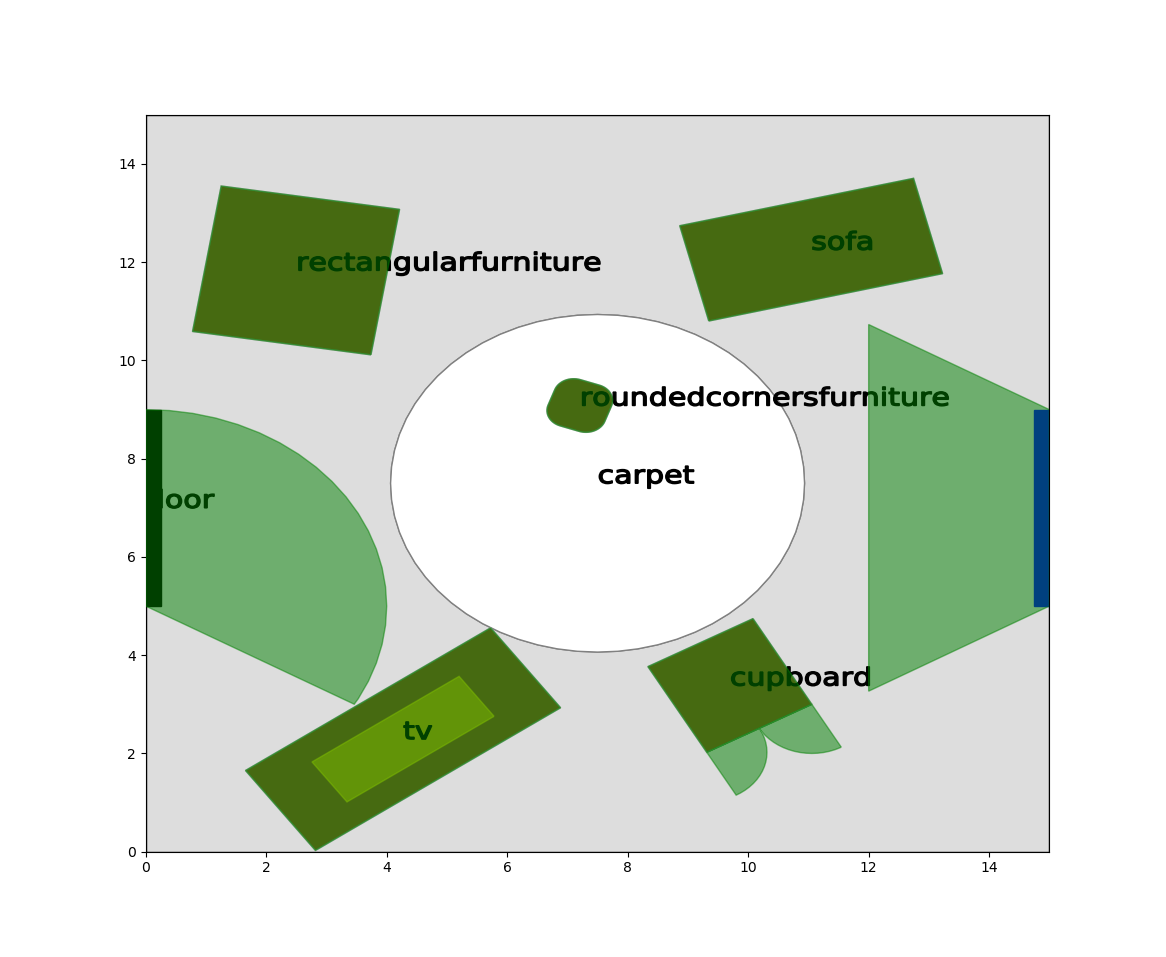 14
sofa
12
rectangularfurniture
10
roundedcornersfurniture
8
carpet
door
6
4
cupboard
tv
2
0
0 2 4 6 8 10 12 14